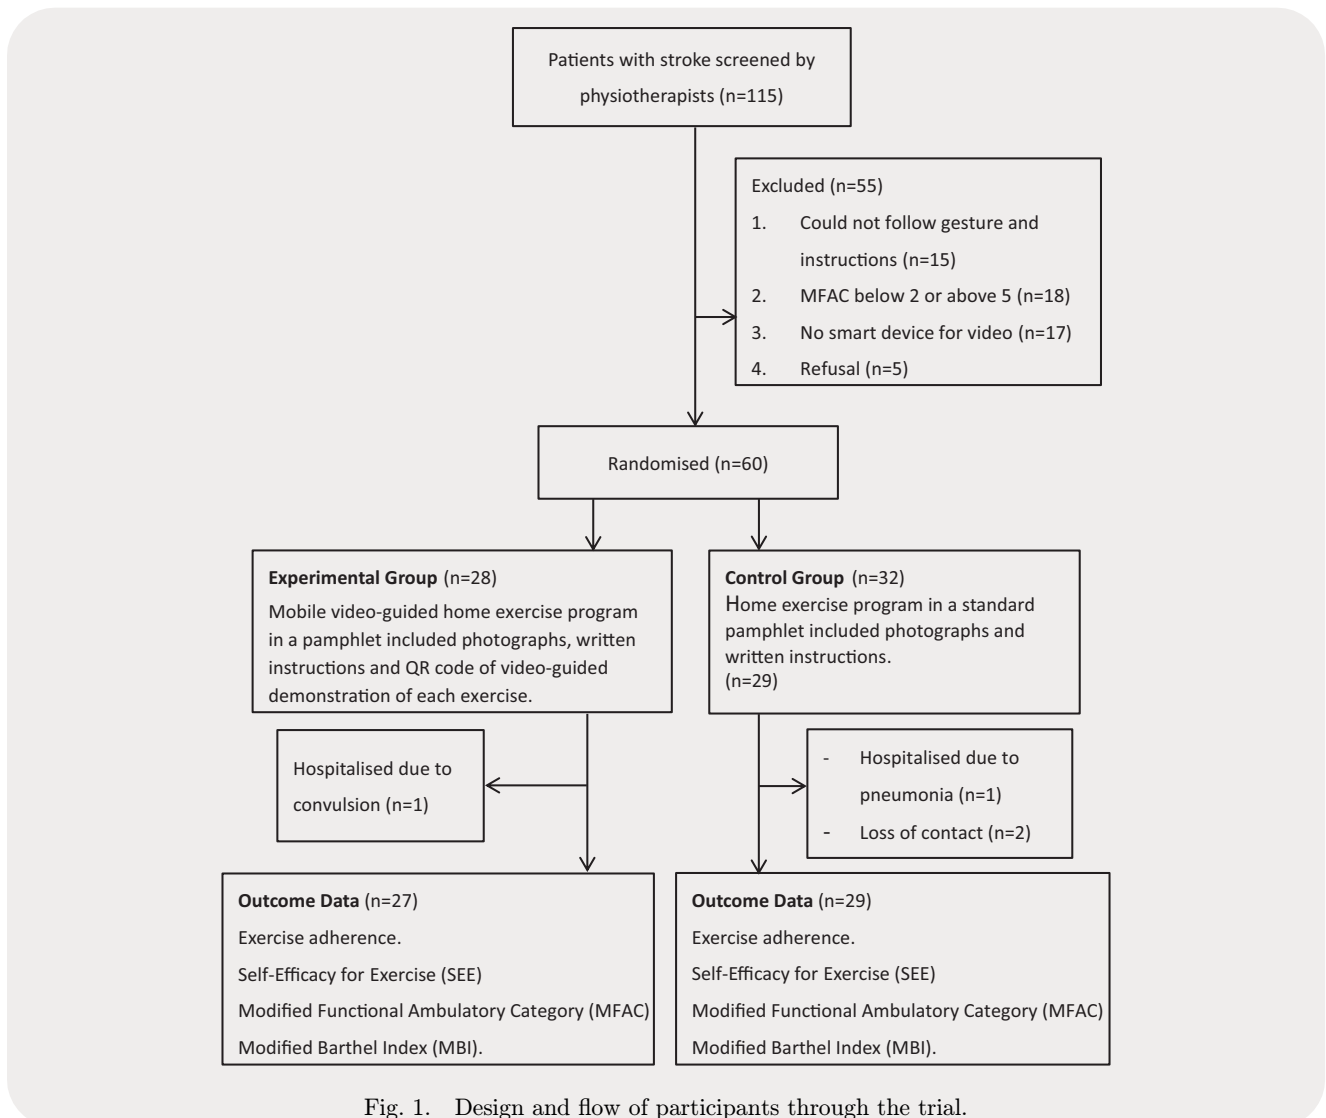 Patients with stroke screened by
physiotherapists (n=115)
Excluded (n=55)
1. Could not follow gesture and
instructions (n=15)
2. MFAC below 2 or above 5 (n=18)
3. No smart device for video (n=17)
4. Refusal (n=5)
Randomised (n=60)
Experimental Group (n=28)
Mobile video-guided home exercise program
in a pamphlet included photographs, written
instructions and QR code of video-guided
demonstration of each exercise.
Control Group (n=32)
Home exercise program in a standard
pamphlet included photographs and
written instructions.
(n=29)
Hospitalised due to
convulsion (n=1)
- Hospitalised due to
pneumonia (n=1)
- Loss of contact (n=2)
Outcome Data (n=27)
Exercise adherence.
Self-Efficacy for Exercise (SEE)
Modified Functional Ambulatory Category (MFAC)
Modified Barthel Index (MBI).
Outcome Data (n=29)
Exercise adherence.
Self-Efficacy for Exercise (SEE)
Modified Functional Ambulatory Category (MFAC)
Modified Barthel Index (MBI).
Fig. 1. Design and flow of participants through the trial.